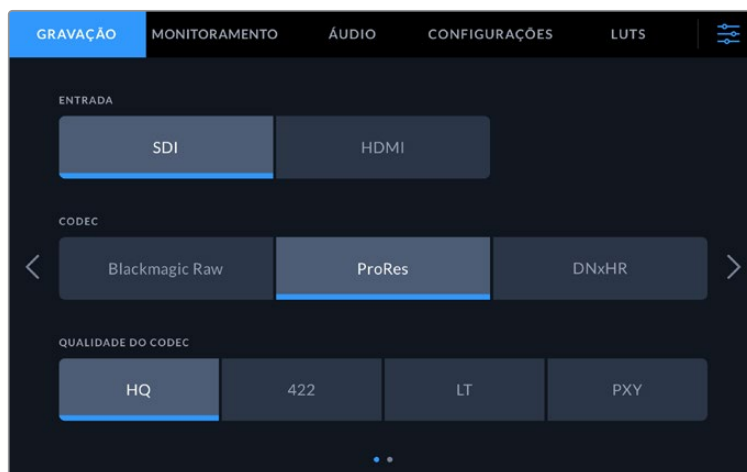 GRAVAÇÃO MONITORAMENTO ÁUDIO CONFIGURAÇÕES LUTS
ENTRADA
SDI HDMI
CODEC
Blackmagic Raw ProRes DNxHR
QUALIDADE DO CODEC
HQ 422 LT PXY